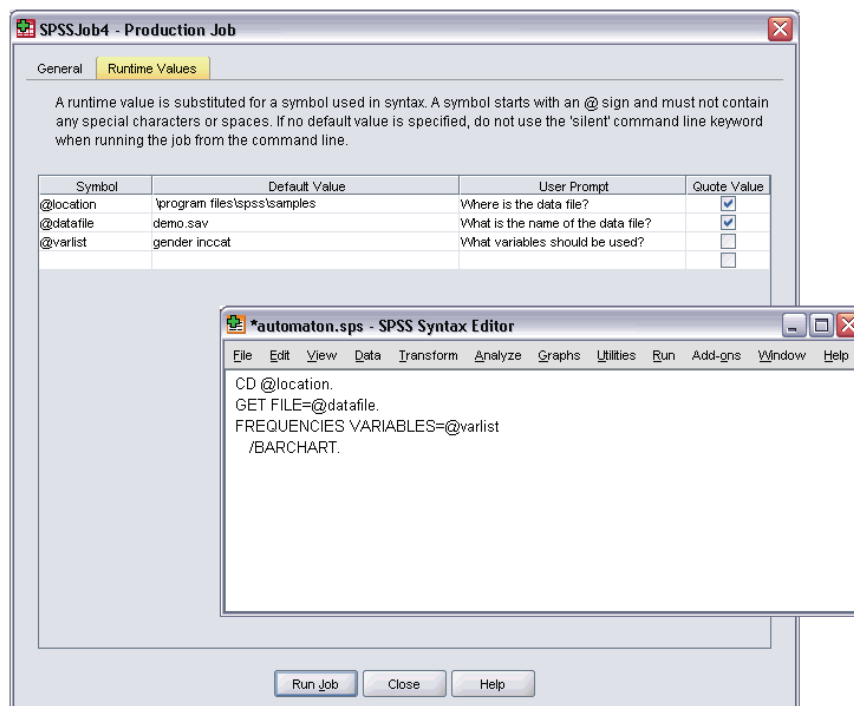 SPSSJob4 - Production Job
General Runtime Values
A runtime value is substituted for a symbol used in syntax. A symbol starts with an @ sign and must not contain
any special characters or spaces. If no default value is specified, do not use the 'silent' command line keyword
when running the job from the command line.
Symbol Default Value User Prompt Quote Value
@location \program files\spss\samples Where is the data file?
@datafile demo.sav What is the name of the data file?
@varlist gender inccat What variables should be used?
*automaton.sps - SPSS Syntax Editor
File Edit View Data Transform Analyze Graphs Utilities Run Add-ons Window Help
CD @location.
GET FILE=@datafile.
FREQUENCIES VARIABLES=@varlist
/BARCHART.
Run Job Close Help